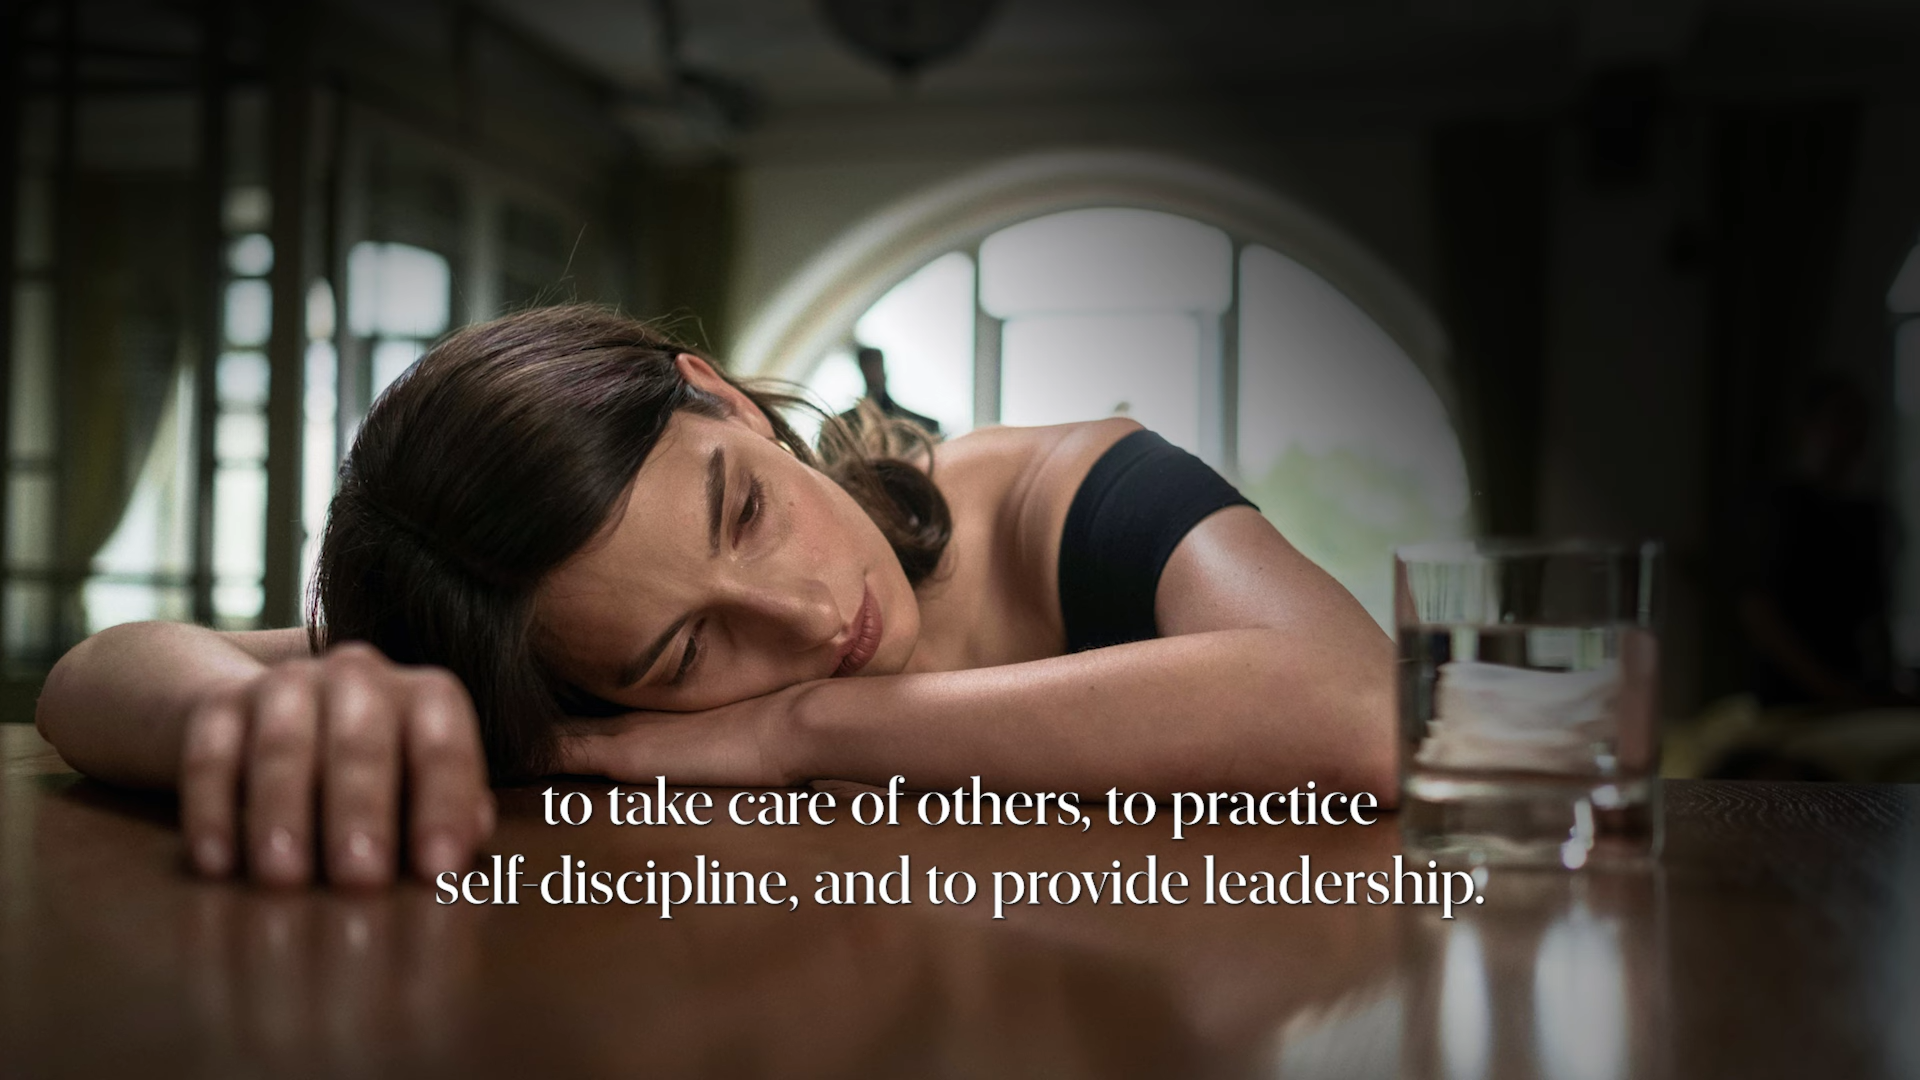 to take care of others, to practice
self-discipline, and to provide leadership.